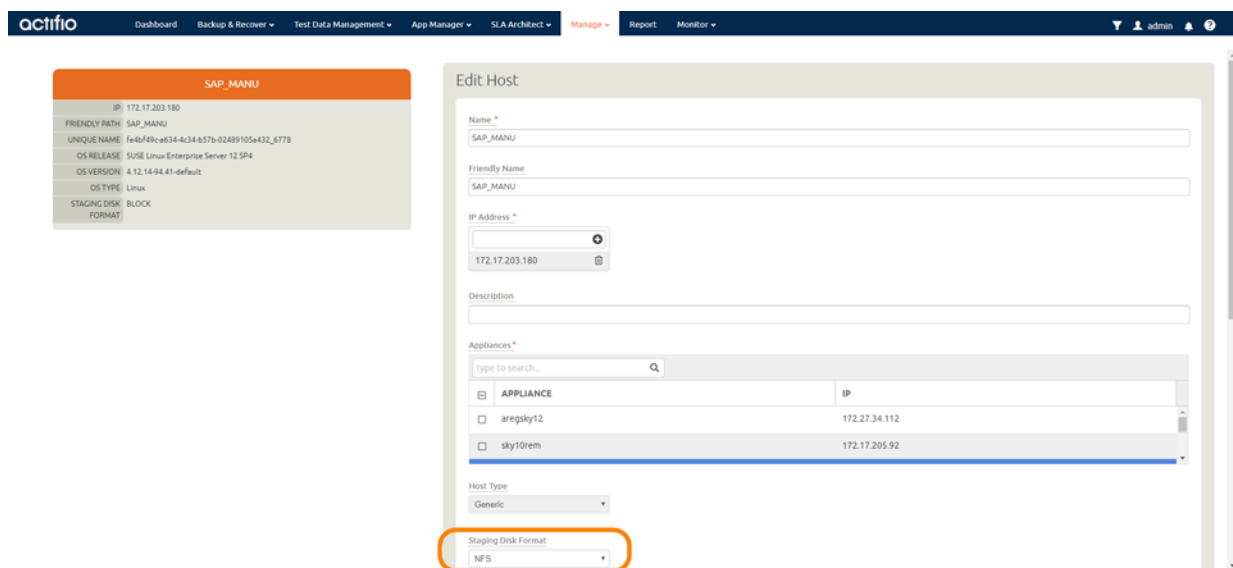 actifio Dashboard Backup & Recover Test Data Management App Manager SLA Architect Manage Report Monitor admin
SAP_MANU
IP 172.17.203.180
FRIENDLY PATH SAP_MANU
UNIQUE NAME fe4bf49c-a634-4c34-b57b-02489105a432_6778
OS RELEASE SUSE Linux Enterprise Server 12 SP4
OS VERSION 4.12.14-94.41-default
OS TYPE Linux
STAGING DISK BLOCK
FORMAT
Edit Host
Name *
SAP_MANU
Friendly Name
SAP_MANU
IP Address *
172.17.203.180
Description
Appliances *
type to search...
APPLIANCE IP
aregsky12 172.27.34.112
sky10rem 172.17.205.92
Host Type
Generic
Staging Disk Format
NFS